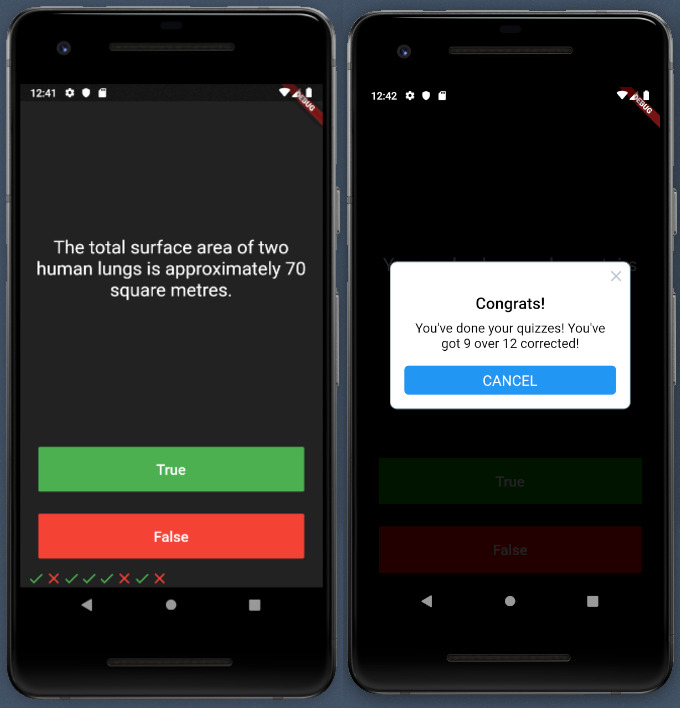 12:41
DEBUG
The total surface area of two
human lungs is approximately 70
square metres.
True
False
12:42
DEBUG
Congrats!
You've done your quizzes! You've
got 9 over 12 corrected!
CANCEL
True
False